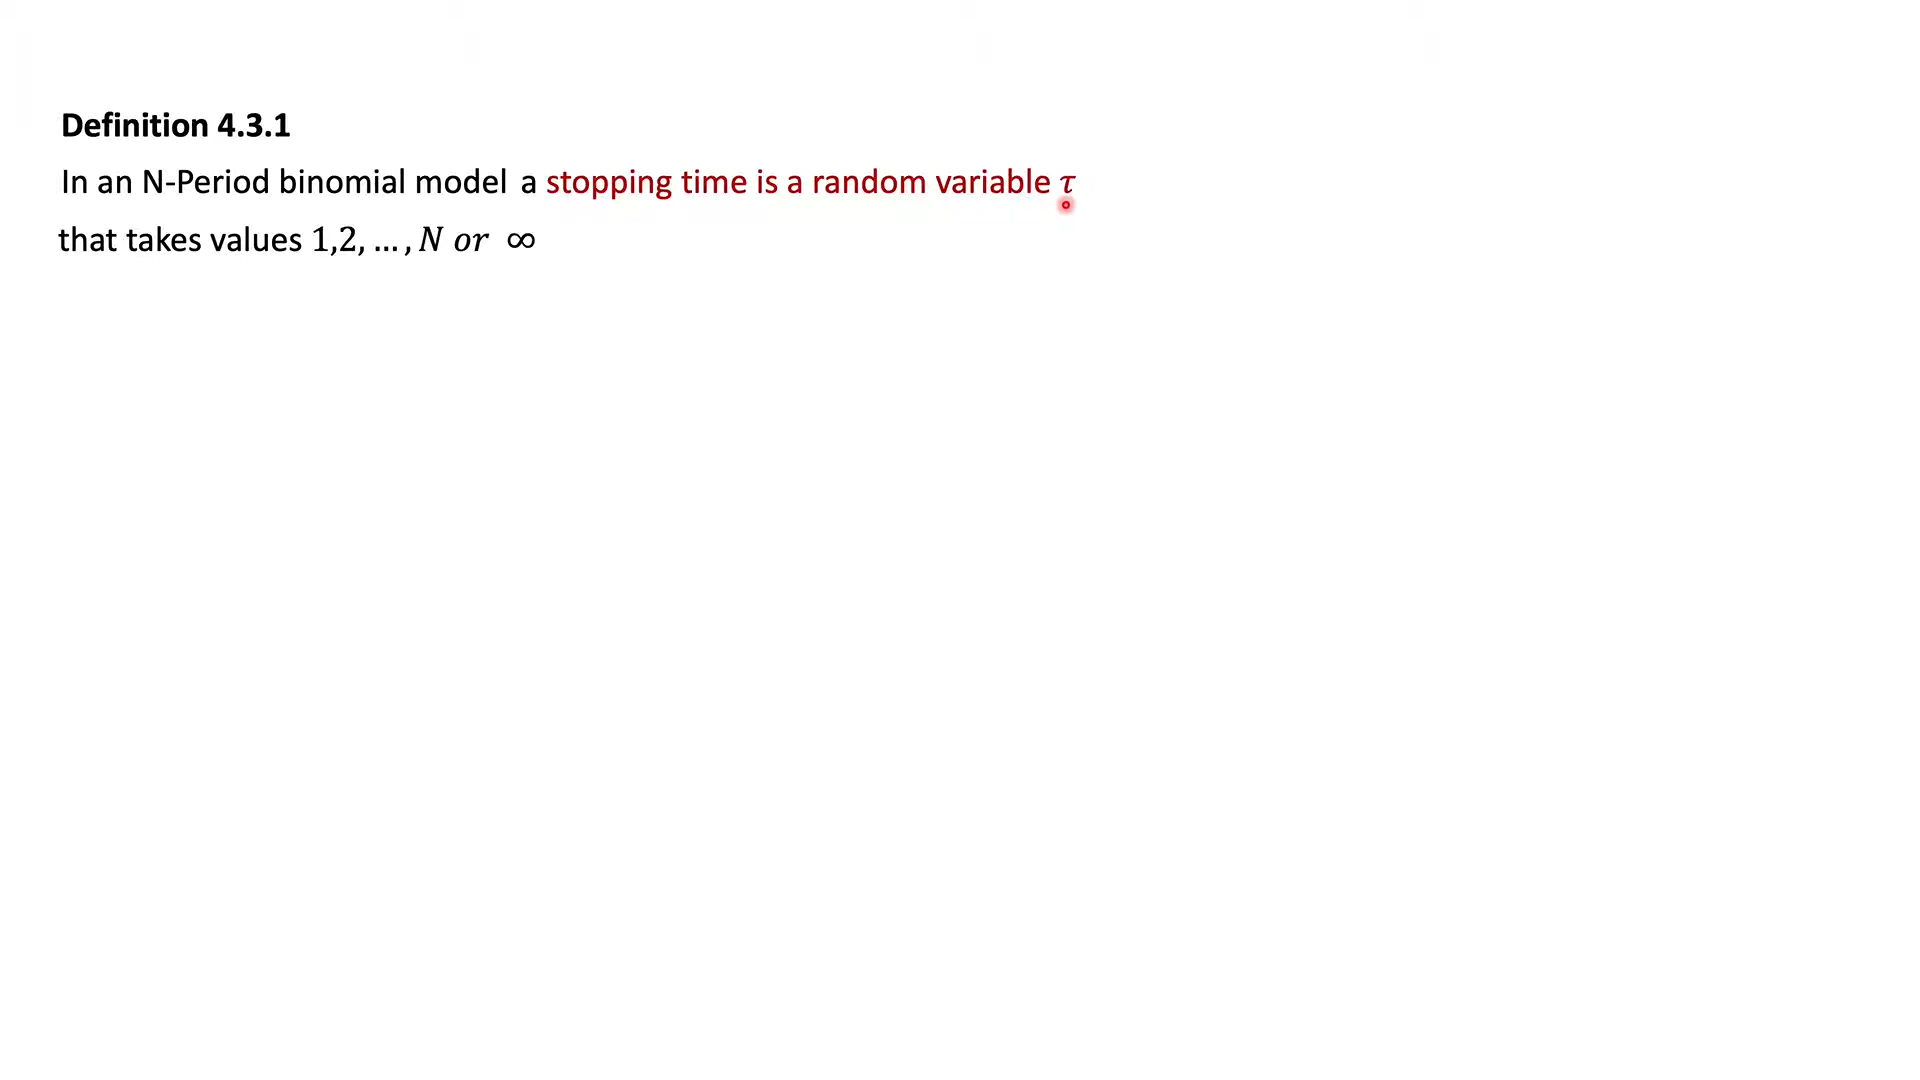 Definition 4.3.1
In an N-Period binomial model a stopping time is a random variable τ
that takes values 1,2, … , N or ∞